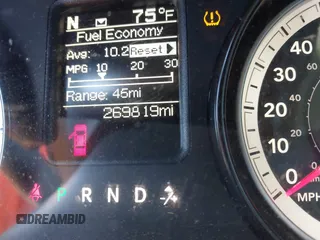 N 75°F
Fuel Economy
Avg: 10.2 Reset
MPG 10 20 30
Range: 45mi
269819mi
P R N D
40
30
20
10
0
MPH
DREAMBID